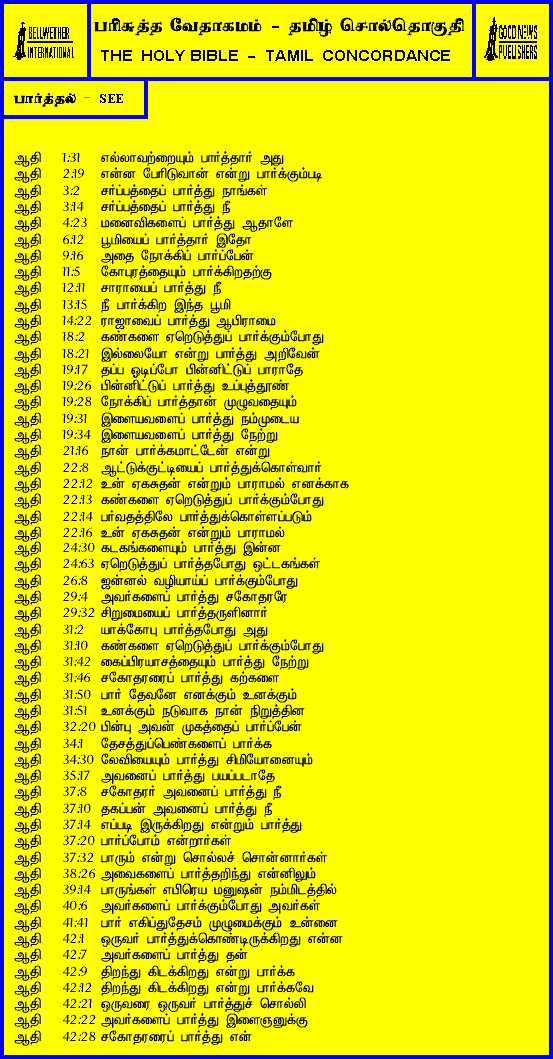 BELLWETHER
INTERNATIONAL
பரிசுத்த வேதாகமம் - தமிழ் சொல்தொகுதி
THE HOLY BIBLE - TAMIL CONCORDANCE
GOOD NEWS
PUBLISHERS
பார்த்தல் - SEE
ஆதி 1:31 எல்லாவற்றையும் பார்த்தார் அது
ஆதி 2:19 என்ன பேரிடுவான் என்று பார்க்கும்படி
ஆதி 3:2 சர்ப்பத்தைப் பார்த்து நாங்கள்
ஆதி 3:14 சர்ப்பத்தைப் பார்த்து நீ
ஆதி 4:23 மனைவிகளைப் பார்த்து ஆதாளே
ஆதி 6:12 பூமியைப் பார்த்தார் இதோ
ஆதி 9:16 அதை நோக்கிப் பார்ப்பேன்
ஆதி 11:5 கோபுரத்தையும் பார்க்கிறதற்கு
ஆதி 12:11 சாராயைப் பார்த்து நீ
ஆதி 13:15 நீ பார்க்கிற இந்த பூமி
ஆதி 14:22 ராஜாவைப் பார்த்து ஆபிராமை
ஆதி 18:2 கண்களை ஏறெடுத்துப் பார்க்கும்போது
ஆதி 18:21 இல்லையோ என்று பார்த்து அறிவேன்
ஆதி 19:17 தப்ப ஓடிப்போ பின்னிட்டுப் பாராதே
ஆதி 19:26 பின்னிட்டுப் பார்த்து உப்புத்தூண்
ஆதி 19:28 நோக்கிப் பார்த்தான் முழுவதையும்
ஆதி 19:31 இளையவளைப் பார்த்து நம்முடைய
ஆதி 19:34 இளையவளைப் பார்த்து நேற்று
ஆதி 21:16 நான் பார்க்கமாட்டேன் என்று
ஆதி 22:8 ஆட்டுக்குட்டியைப் பார்த்துக்கொள்வார்
ஆதி 22:12 உன் ஏகசுதன் என்றும் பாராமல் எனக்காக
ஆதி 22:13 கண்களை ஏறெடுத்துப் பார்க்கும்போது
ஆதி 22:14 பர்வதத்திலே பார்த்துக்கொள்ளப்படும்
ஆதி 22:16 உன் ஏகசுதன் என்றும் பாராமல்
ஆதி 24:30 கடகங்களையும் பார்த்து இன்ன
ஆதி 24:63 ஏறெடுத்துப் பார்த்தபோது ஒட்டகங்கள்
ஆதி 26:8 ஜன்னல் வழியாய்ப் பார்க்கும்போது
ஆதி 29:4 அவர்களைப் பார்த்து சகோதரரே
ஆதி 29:32 சிறுமையைப் பார்த்தருளினார்
ஆதி 31:2 யாக்கோபு பார்த்தபோது அது
ஆதி 31:10 கண்களை ஏறெடுத்துப் பார்க்கும்போது
ஆதி 31:42 கைப்பிரயாசத்தையும் பார்த்து நேற்று
ஆதி 31:46 சகோதரரைப் பார்த்து கற்களை
ஆதி 31:50 பார் தேவனே எனக்கும் உனக்கும்
ஆதி 31:51 உனக்கும் நடுவாக நான் நிறுத்தின
ஆதி 32:20 பின்பு அவன் முகத்தைப் பார்ப்பேன்
ஆதி 34:1 தேசத்துப்பெண்களைப் பார்க்க
ஆதி 34:30 லேவியையும் பார்த்து சிமியோனையும்
ஆதி 35:17 அவளைப் பார்த்து பயப்படாதே
ஆதி 37:8 சகோதரர் அவனைப் பார்த்து நீ
ஆதி 37:10 தகப்பன் அவனைப் பார்த்து நீ
ஆதி 37:14 எப்படி இருக்கிறது என்றும் பார்த்து
ஆதி 37:20 பார்ப்போம் என்றார்கள்
ஆதி 37:32 பாரும் என்று சொல்லச் சொன்னார்கள்
ஆதி 38:26 அவைகளைப் பார்த்தறிந்து என்னிலும்
ஆதி 39:14 பாருங்கள் எபிரெய மனுஷன் நம்மிடத்தில்
ஆதி 40:6 அவர்களைப் பார்க்கும்போது அவர்கள்
ஆதி 41:41 பார் எகிப்துதேசம் முழுமைக்கும் உன்னை
ஆதி 42:1 ஒருவர் பார்த்துக்கொண்டிருக்கிறது என்ன
ஆதி 42:7 அவர்களைப் பார்த்து தன்
ஆதி 42:9 திறந்து கிடக்கிறது என்று பார்க்க
ஆதி 42:12 திறந்து கிடக்கிறது என்று பார்க்கவே
ஆதி 42:21 ஒருவரை ஒருவர் பார்த்துச் சொல்லி
ஆதி 42:22 அவர்களைப் பார்த்து இளைஞனுக்கு
ஆதி 42:28 சகோதரரைப் பார்த்து என்